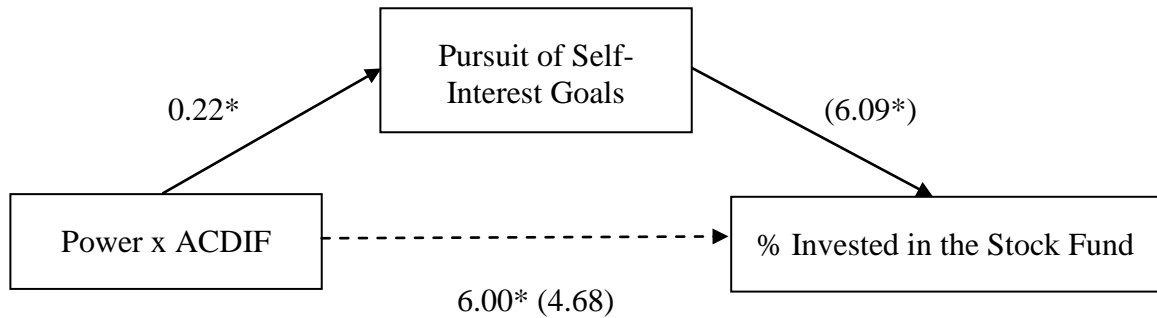 Pursuit of Self-
Interest Goals
0.22*
(6.09*)
Power x ACDIF
% Invested in the Stock Fund
6.00* (4.68)